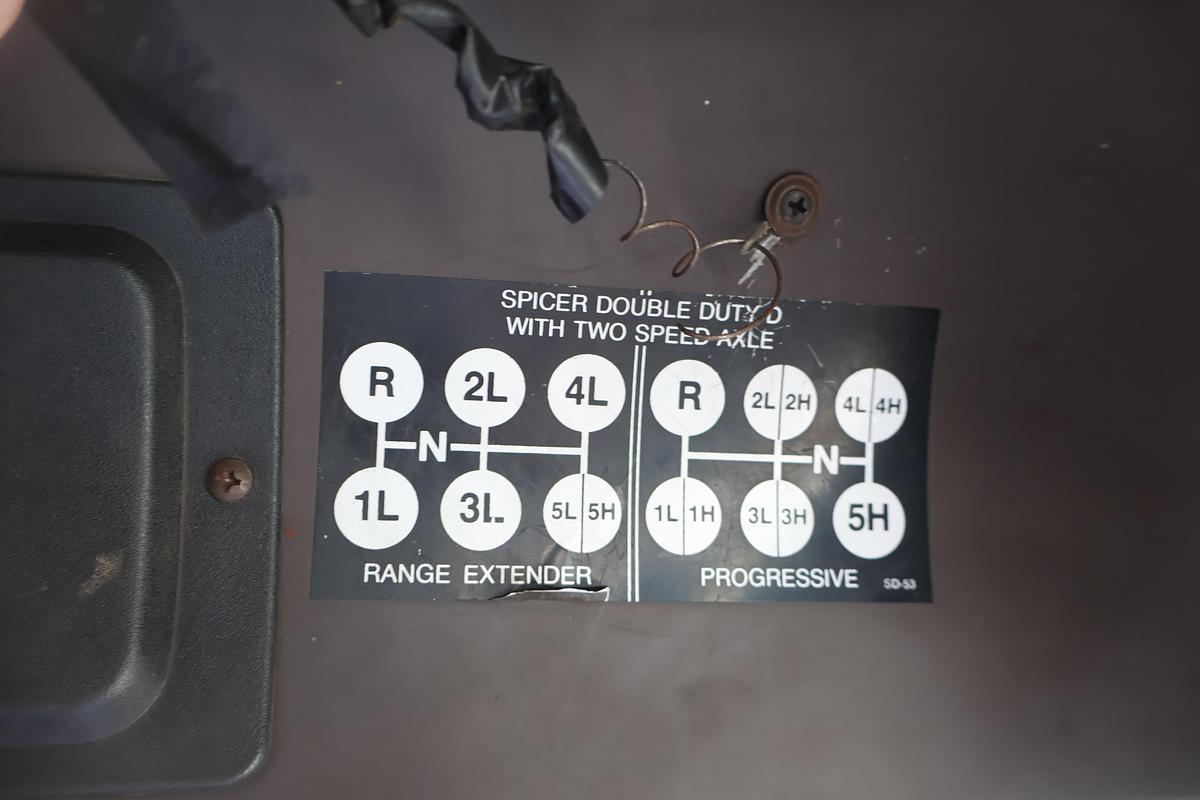 SPICER DOUBLE DUTY D
WITH TWO SPEED AXLE
R 2L 4L
N
1L 3L 5L 5H
RANGE EXTENDER
R 2L 2H 4L 4H
N
1L 1H 3L 3H 5H
PROGRESSIVE
SD-53